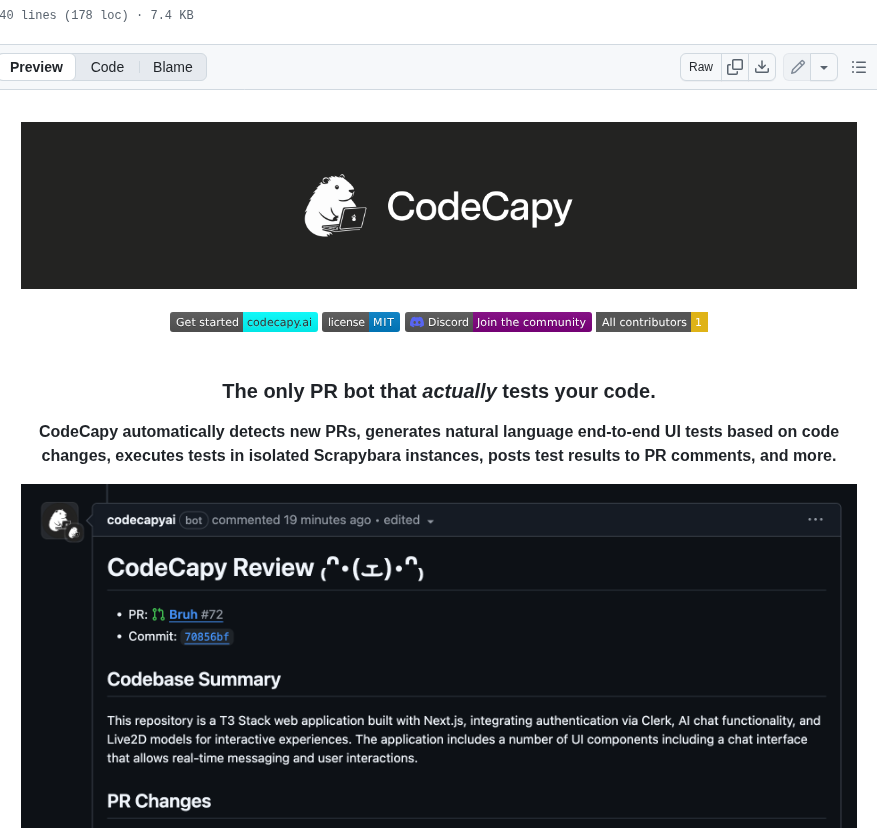 40 lines (178 loc) · 7.4 KB
Preview Code Blame Raw
CodeCapy
Get started codecapy.ai license MIT Discord Join the community All contributors 1
The only PR bot that actually tests your code.
CodeCapy automatically detects new PRs, generates natural language end-to-end UI tests based on code
changes, executes tests in isolated Scrapybara instances, posts test results to PR comments, and more.
codecapyai bot commented 19 minutes ago • edited
CodeCapy Review ₍ᐢ•(ܫ)•ᐢ₎
• PR: Bruh #72
• Commit: 70856bf
Codebase Summary
This repository is a T3 Stack web application built with Next.js, integrating authentication via Clerk, AI chat functionality, and
Live2D models for interactive experiences. The application includes a number of UI components including a chat interface
that allows real-time messaging and user interactions.
PR Changes